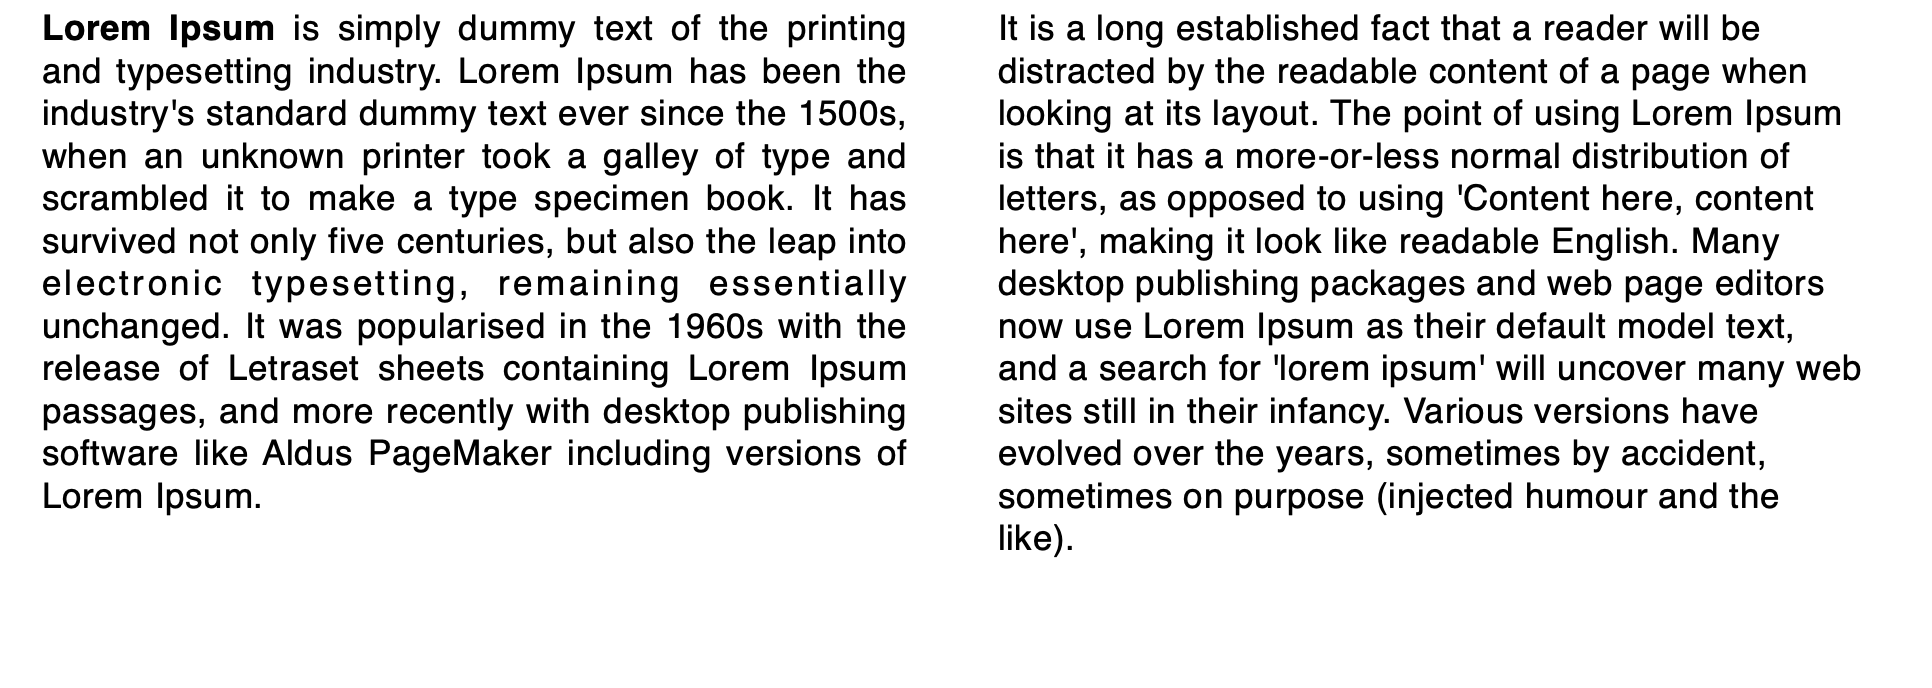 Lorem Ipsum is simply dummy text of the printing
and typesetting industry. Lorem Ipsum has been the
industry's standard dummy text ever since the 1500s,
when an unknown printer took a galley of type and
scrambled it to make a type specimen book. It has
survived not only five centuries, but also the leap into
electronic typesetting, remaining essentially
unchanged. It was popularised in the 1960s with the
release of Letraset sheets containing Lorem Ipsum
passages, and more recently with desktop publishing
software like Aldus PageMaker including versions of
Lorem Ipsum.
It is a long established fact that a reader will be
distracted by the readable content of a page when
looking at its layout. The point of using Lorem Ipsum
is that it has a more-or-less normal distribution of
letters, as opposed to using 'Content here, content
here', making it look like readable English. Many
desktop publishing packages and web page editors
now use Lorem Ipsum as their default model text,
and a search for 'lorem ipsum' will uncover many web
sites still in their infancy. Various versions have
evolved over the years, sometimes by accident,
sometimes on purpose (injected humour and the
like).